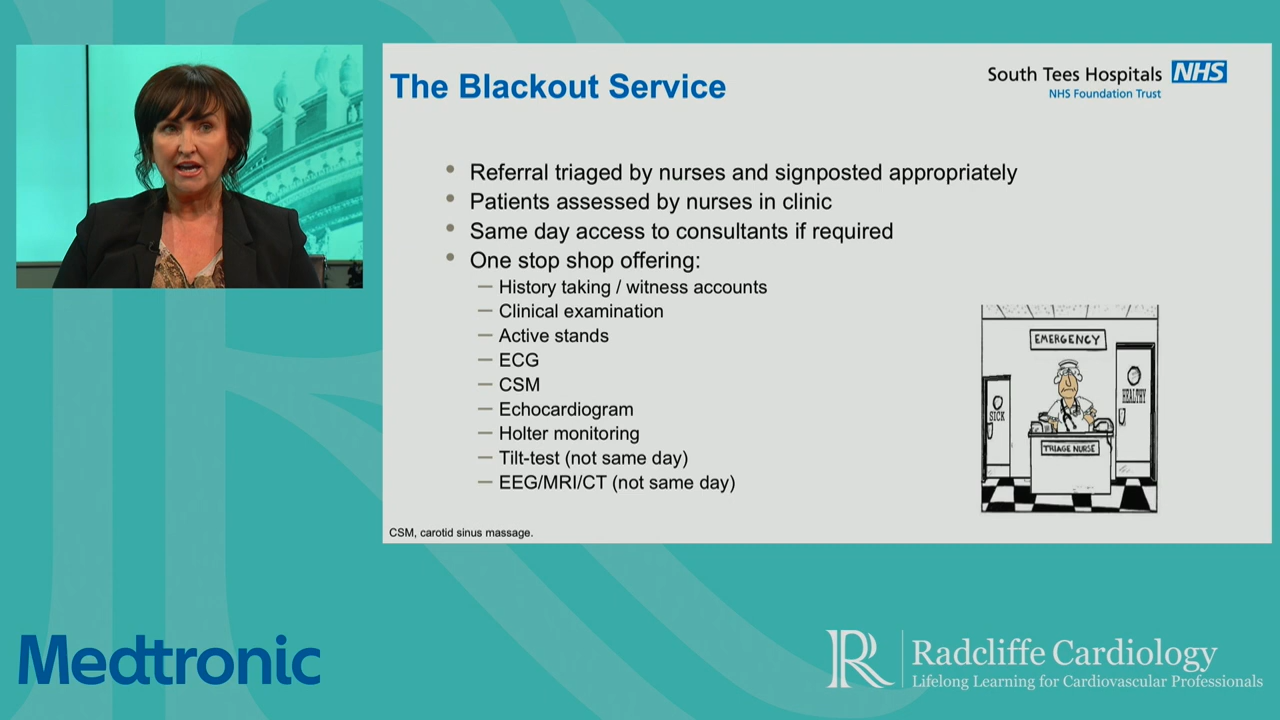 The Blackout Service
South Tees Hospitals NHS
NHS Foundation Trust
• Referral triaged by nurses and signposted appropriately
• Patients assessed by nurses in clinic
• Same day access to consultants if required
• One stop shop offering:
– History taking / witness accounts
– Clinical examination
– Active stands
– ECG
– CSM
– Echocardiogram
– Holter monitoring
– Tilt-test (not same day)
– EEG/MRI/CT (not same day)
EMERGENCY
SICK
HEALTHY
TRIAGE NURSE
CSM, carotid sinus massage.
Medtronic
R Radcliffe Cardiology
Lifelong Learning for Cardiovascular Professionals